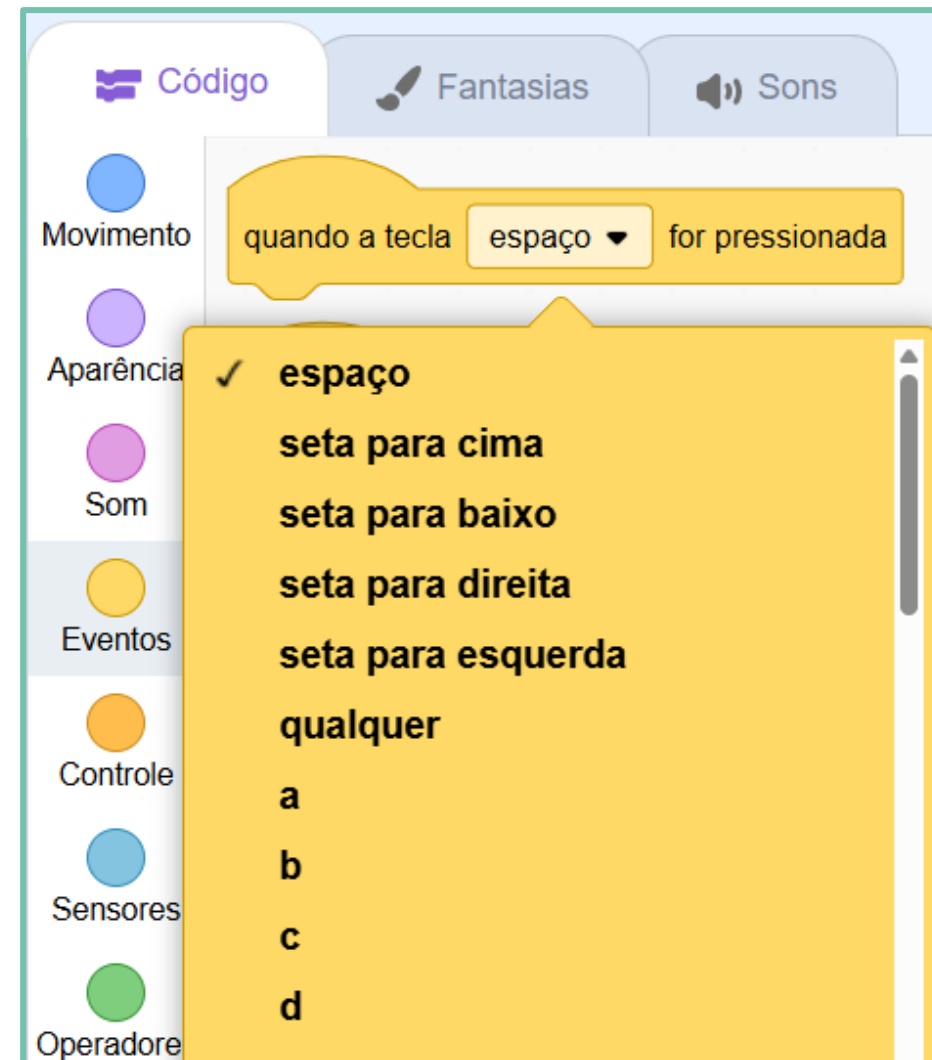 Código
Fantasias
Sons
Movimento
quando a tecla espaço for pressionada
Aparência
espaço
seta para cima
Som
seta para baixo
seta para direita
Eventos
seta para esquerda
qualquer
Controle
a
b
Sensores
c
d
Operadore